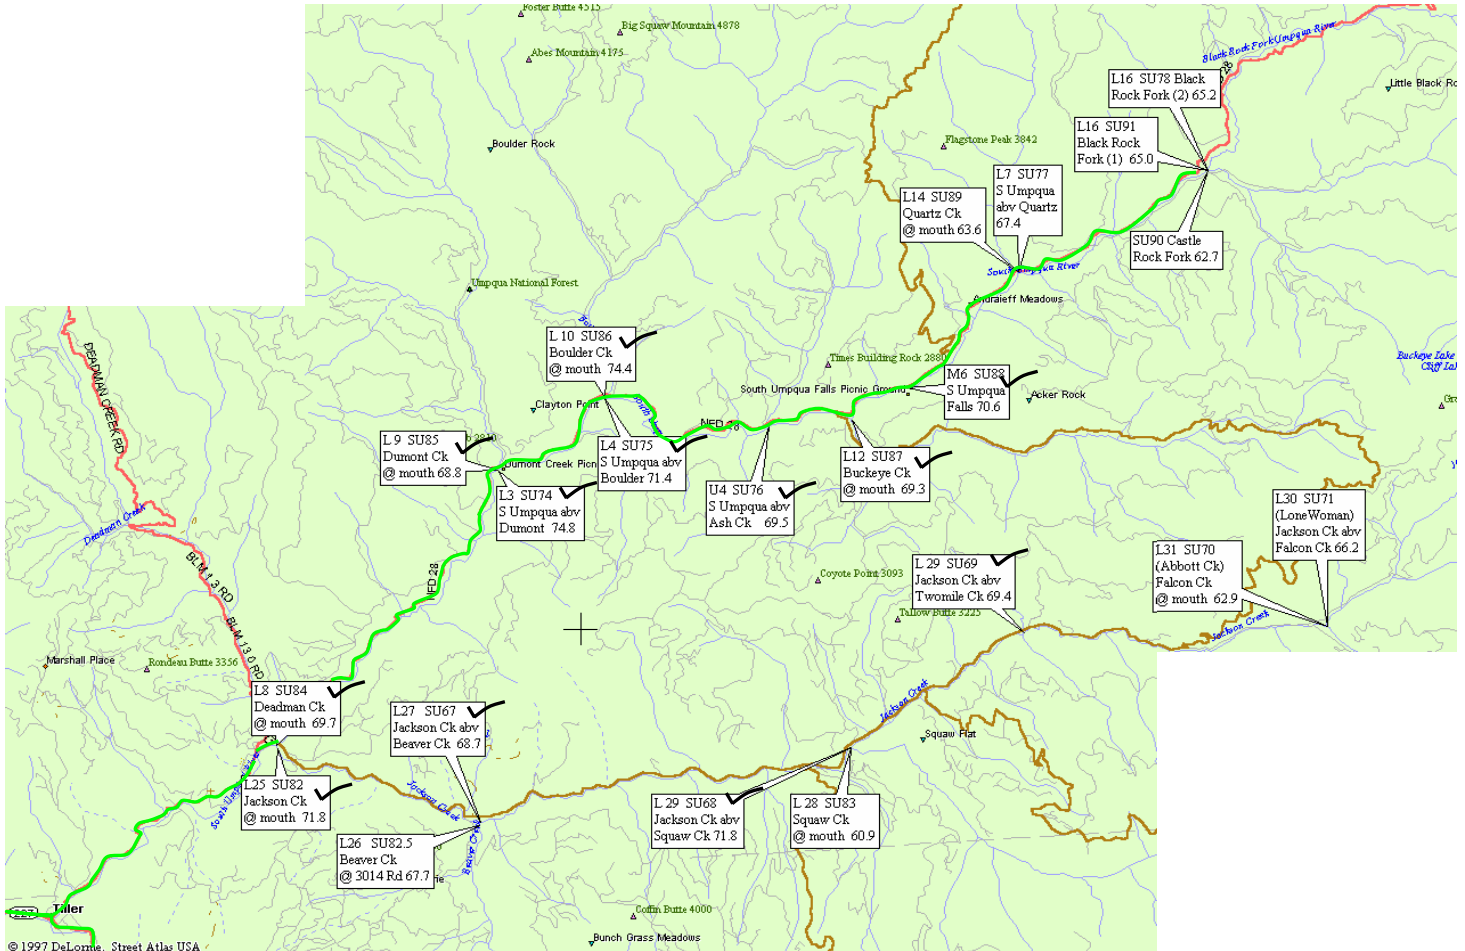 Foster Butte 4515
Big Squaw Mountain 4878
Abes Mountain 4175
Black Rock Fork Umpqua River
28
Little Black Ro
L16 SU78 Black
Rock Fork (2) 65.2
L16 SU91
Black Rock
Fork (1) 65.0
Flagstone Peak 3842
Boulder Rock
L7 SU77
S Umpqua
abv Quartz
67.4
L14 SU89
Quartz Ck
@ mouth 63.6
SU90 Castle
Rock Fork 62.7
South Umpqua River
Umpqua National Forest
Andraieff Meadows
L 10 SU86
Boulder Ck
@ mouth 74.4
DEADMAN CREEK RD
Times Building Rock 2880
Buckeye Lake
Cliff Lak
South Umpqua Falls Picnic Ground
M6 SU88
S Umpqua
Falls 70.6
Acker Rock
Gra
Clayton Point
NFD 28
L 9 SU85
Dumont Ck
@ mouth 68.8
Dumont Creek Picn
L4 SU75
S Umpqua abv
Boulder 71.4
L12 SU87
Buckeye Ck
@ mouth 69.3
L3 SU74
S Umpqua abv
Dumont 74.8
U4 SU76
S Umpqua abv
Ash Ck 69.5
L30 SU71
(LoneWoman)
Jackson Ck abv
Falcon Ck 66.2
Deadman Creek
BLM 1 3 RD
NFD 28
Coyote Point 3093
L 29 SU69
Jackson Ck abv
Twomile Ck 69.4
L31 SU70
(Abbott Ck)
Falcon Ck
@ mouth 62.9
Tallow Butte 3225
Jackson Creek
BLM 13 0 RD
Marshall Place
Rondeau Butte 3356
L8 SU84
Deadman Ck
@ mouth 69.7
L27 SU67
Jackson Ck abv
Beaver Ck 68.7
Jackson Creek
Squaw Flat
South Umpqua River
L25 SU82
Jackson Ck
@ mouth 71.8
Jackson Creek
L 29 SU68
Jackson Ck abv
Squaw Ck 71.8
L 28 SU83
Squaw Ck
@ mouth 60.9
L26 SU82.5
Beaver Ck
@ 3014 Rd 67.7
Beaver Creek
rie
227
Tiller
Coffin Butte 4000
Bunch Grass Meadows
© 1997 DeLorme. Street Atlas USA